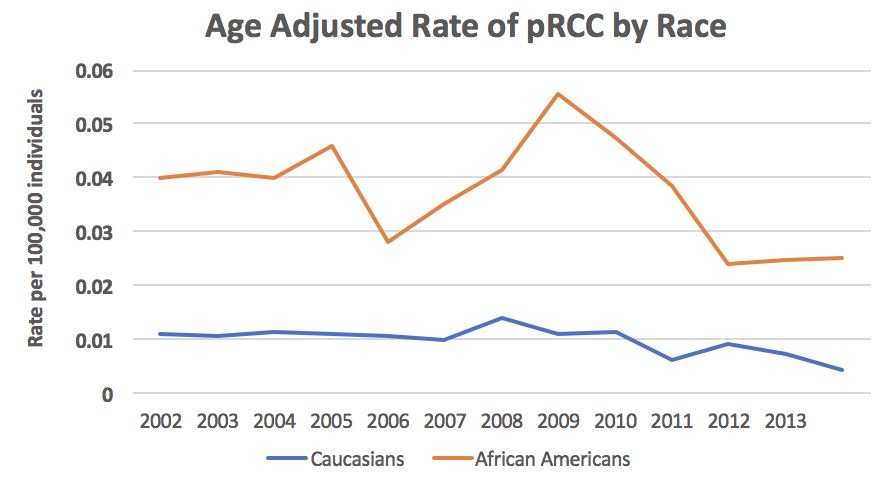 Age Adjusted Rate of pRCC by Race
Rate per 100,000 individuals
0.06
0.05
0.04
0.03
0.02
0.01
0
2002 2003 2004 2005 2006 2007 2008 2009 2010 2011 2012 2013
Caucasians African Americans